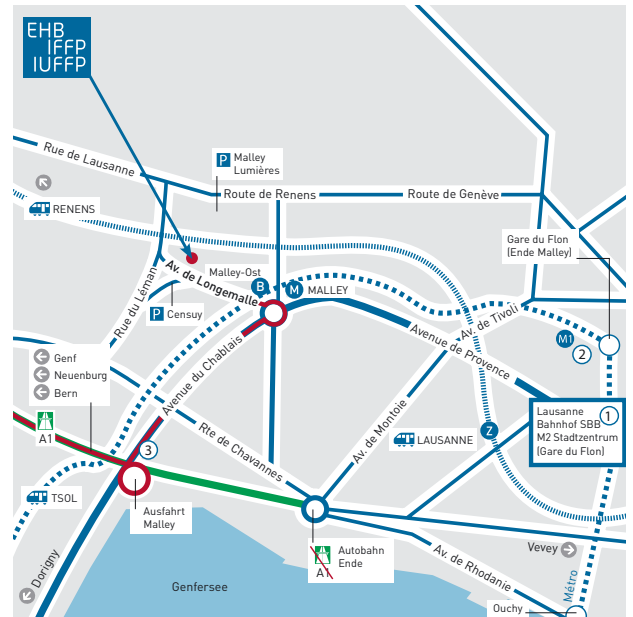 EHB
IFFP
IUFFP
Rue de Lausanne
P Malley
Lumières
Route de Renens
Route de Genève
RENENS
Gare du Flon
(Ende Malley)
Malley-Ost
Av. de Longemalle
B
M
MALLEY
Rue du Léman
P Censuy
Av. de Tivoli
M1
2
Avenue de Provence
Avenue du Chablais
Genf
Neuenburg
Bern
A1
1
Lausanne
Bahnhof SBB
M2 Stadtzentrum
(Gare du Flon)
Av. de Montoie
Z
LAUSANNE
3
Rte de Chavannes
TSOL
Ausfahrt
Malley
Autobahn
Ende
A1
Vevey
Dorigny
Genfersee
Av. de Rhodanie
Métro
Ouchy